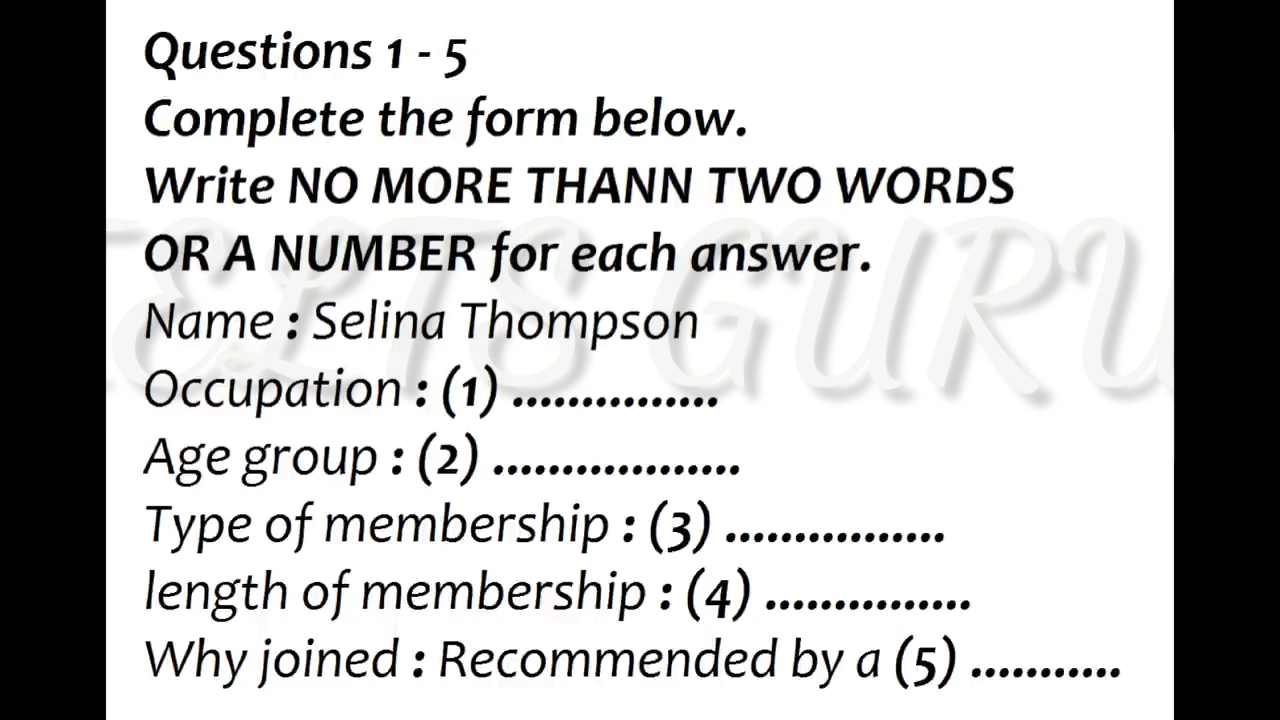 Questions 1 - 5
Complete the form below.
Write NO MORE THANN TWO WORDS
OR A NUMBER for each answer.
IELTS GURU
Name : Selina Thompson
Occupation : (1) ...............
Age group : (2) ..................
Type of membership : (3) ................
length of membership : (4) ...............
Why joined : Recommended by a (5) ...........